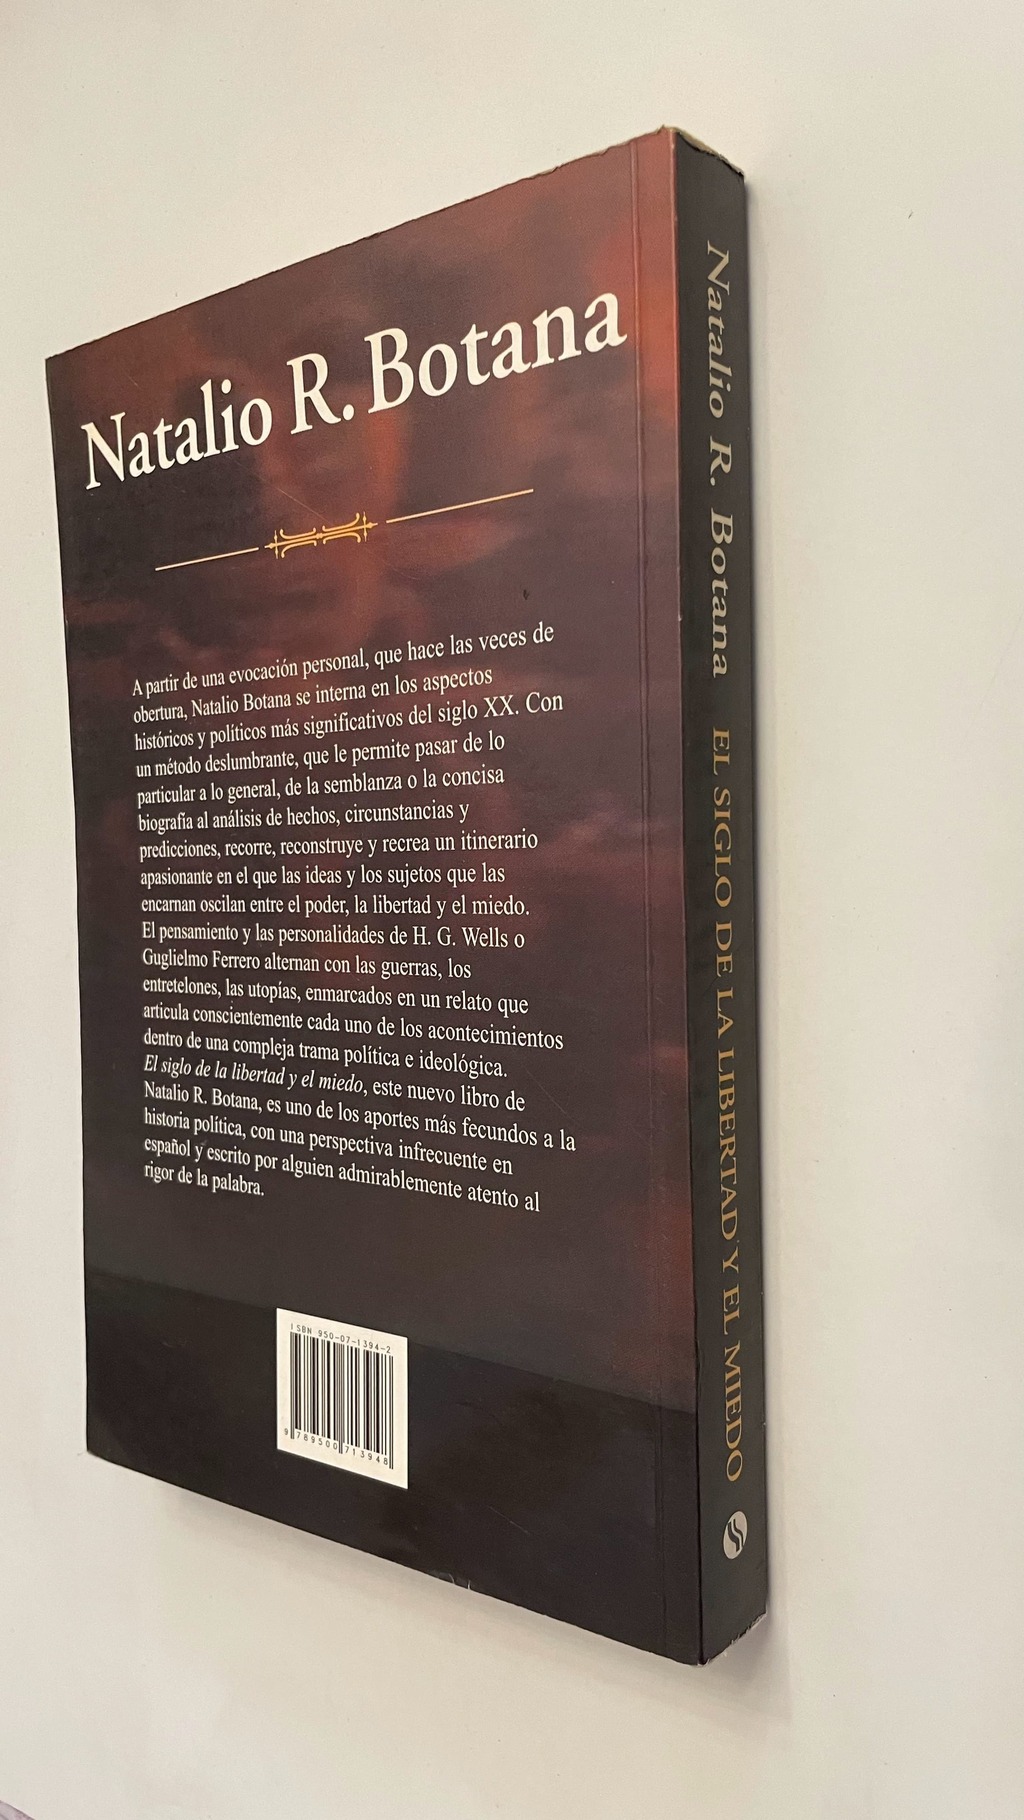 Natalio R. Botana
A partir de una evocación personal, que hace las veces de
obertura, Natalio Botana se interna en los aspectos
históricos y políticos más significativos del siglo XX. Con
un método deslumbrante, que le permite pasar de lo
particular a lo general, de la semblanza o la concisa
biografía al análisis de hechos, circunstancias y
predicciones, recorre, reconstruye y recrea un itinerario
apasionante en el que las ideas y los sujetos que las
encarnan oscilan entre el poder, la libertad y el miedo.
El pensamiento y las personalidades de H. G. Wells o
Guglielmo Ferrero alternan con las guerras, los
entretelones, las utopías, enmarcados en un relato que
articula conscientemente cada uno de los acontecimientos
dentro de una compleja trama política e ideológica.
El siglo de la libertad y el miedo, este nuevo libro de
Natalio R. Botana, es uno de los aportes más fecundos a la
historia política, con una perspectiva infrecuente en
español y escrito por alguien admirablemente atento al
rigor de la palabra.
ISBN 950-07-1394-2
9 789500 713948
Natalio R. Botana EL SIGLO DE LA LIBERTAD Y EL MIEDO